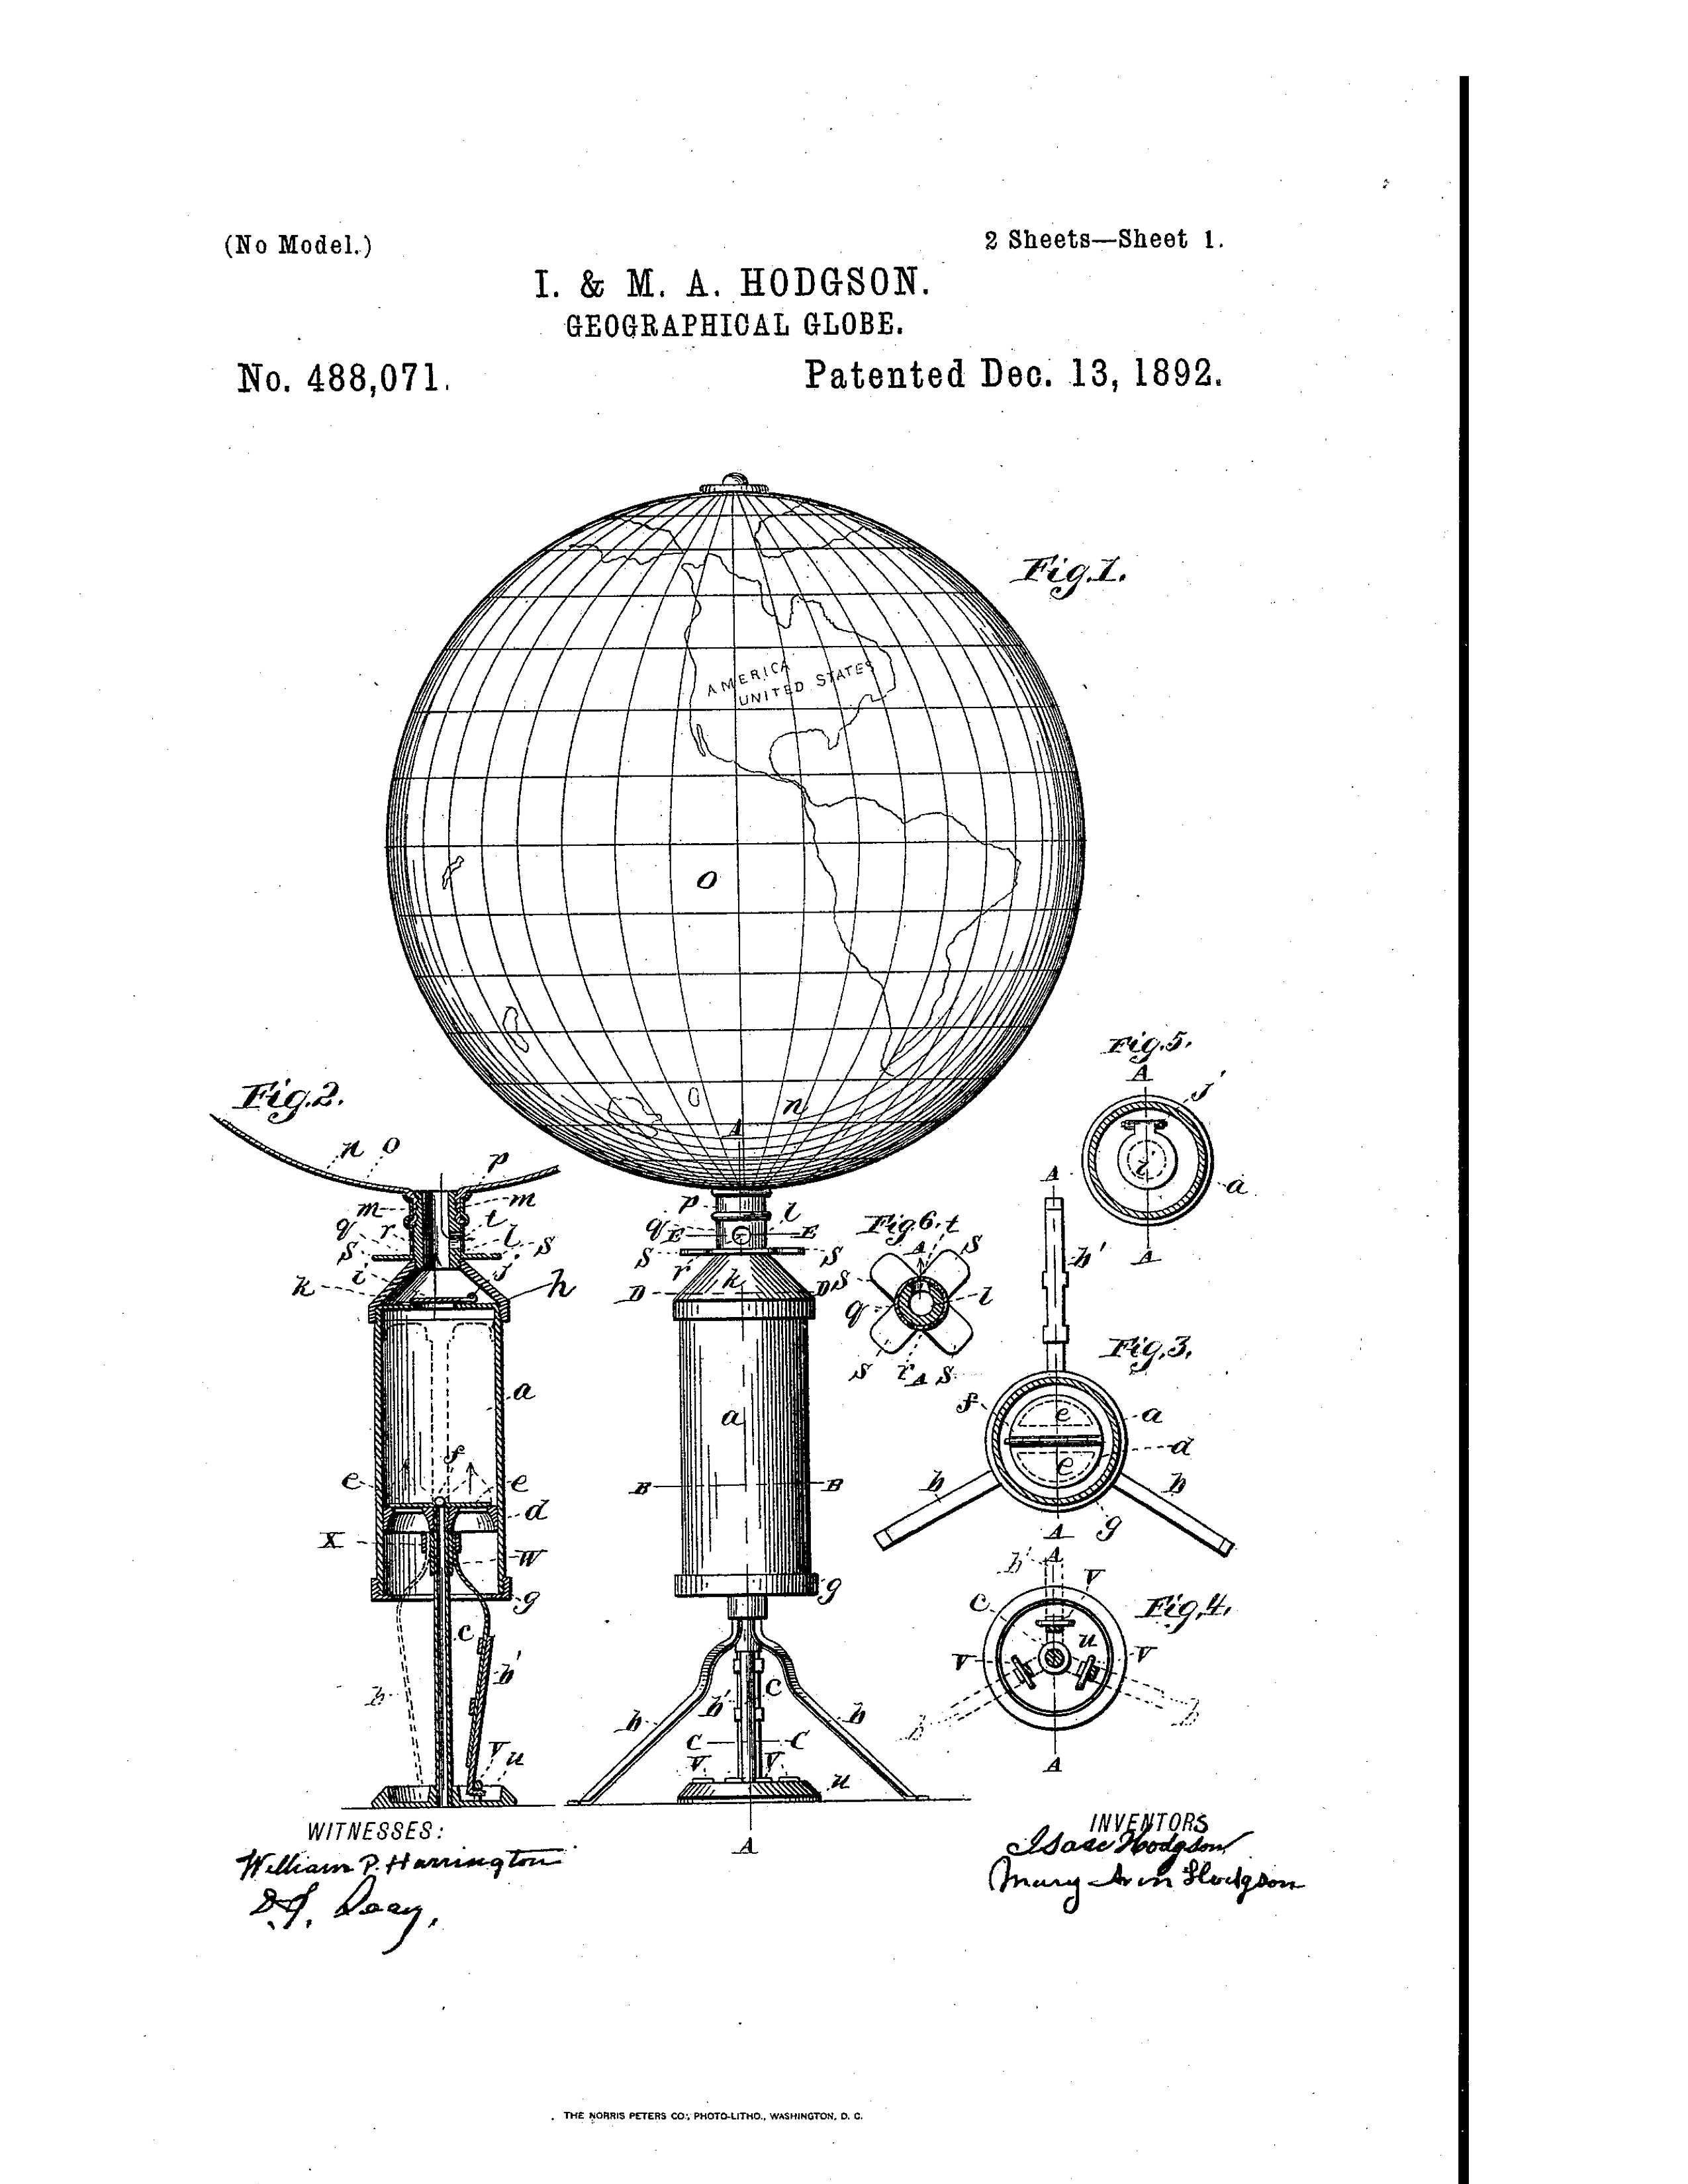 (No Model.)
2 Sheets—Sheet 1.
I. & M. A. HODGSON.
GEOGRAPHICAL GLOBE.
No. 488,071.
Patented Dec. 13, 1892.
Fig.1.
AMERICA
UNITED STATES
O
n
A
Fig.5.
A
j'
i'
a
A
Fig.2.
n o
p
m m
q r t l
s s
i j
k h
a
f
e e
d
X w
g
c
b'
b
v u
p l
q E E
s s
r k
D D
a
B B
g
b' c
b b
C C
v v
u
A
Fig.6.
t
A s
s
q l
s r A s
A
b'
Fig.3.
f e a
d
e
b b
A g
b' A v
c Fig.4.
u
v v
b b
A
WITNESSES:
William P. Harrington
INVENTORS
Isaac Hodgson
Mary Ann Hodgson
THE NORRIS PETERS CO., PHOTO-LITHO., WASHINGTON, D. C.